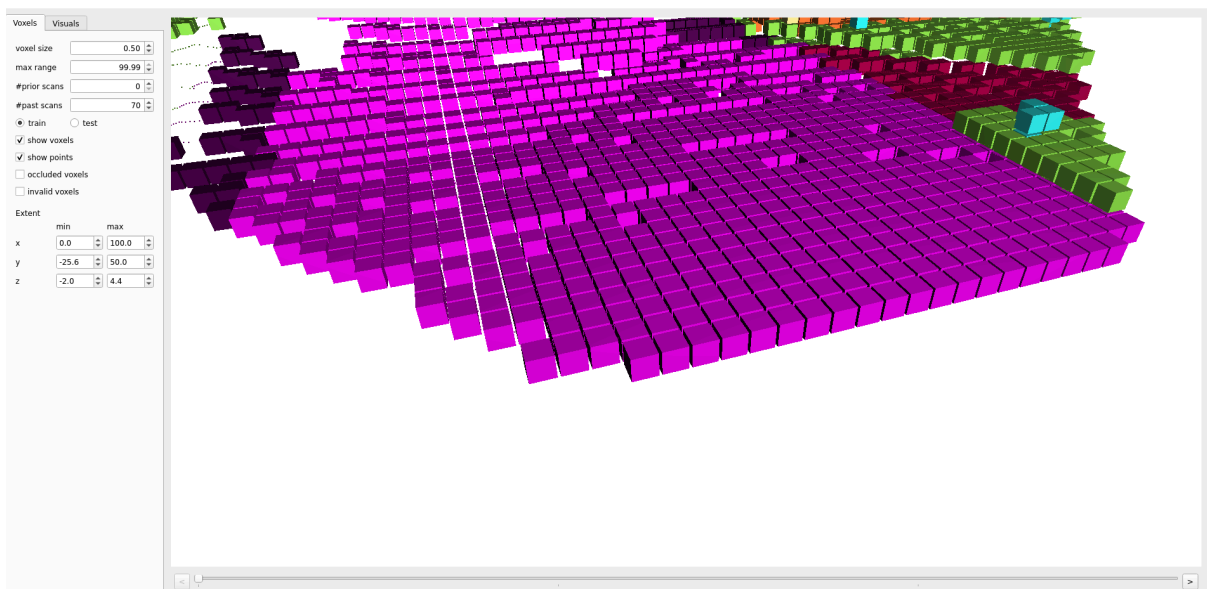 Voxels Visuals
voxel size 0.50
max range 99.99
#prior scans 0
#past scans 70
train test
show voxels
show points
occluded voxels
invalid voxels
Extent
min max
x 0.0 100.0
y -25.6 50.0
z -2.0 4.4
< >